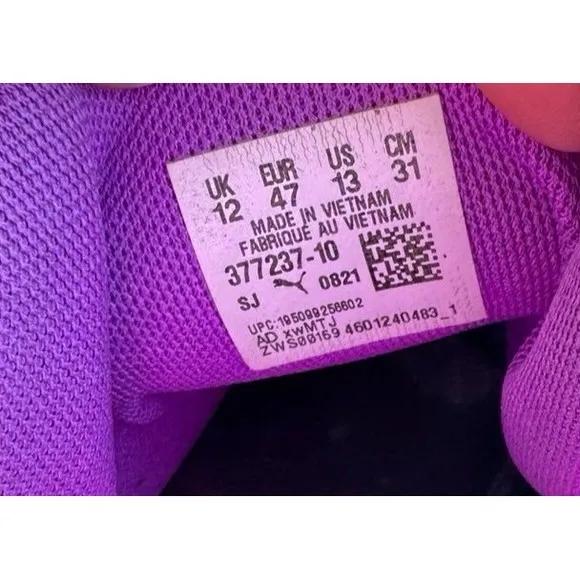 UK EUR US CM
12 47 13 31
MADE IN VIETNAM
FABRIQUÉ AU VIETNAM
377237-10
SJ 0821
UPC:195099256602
AD.xwMTJ
ZWS00169 4601240483_1